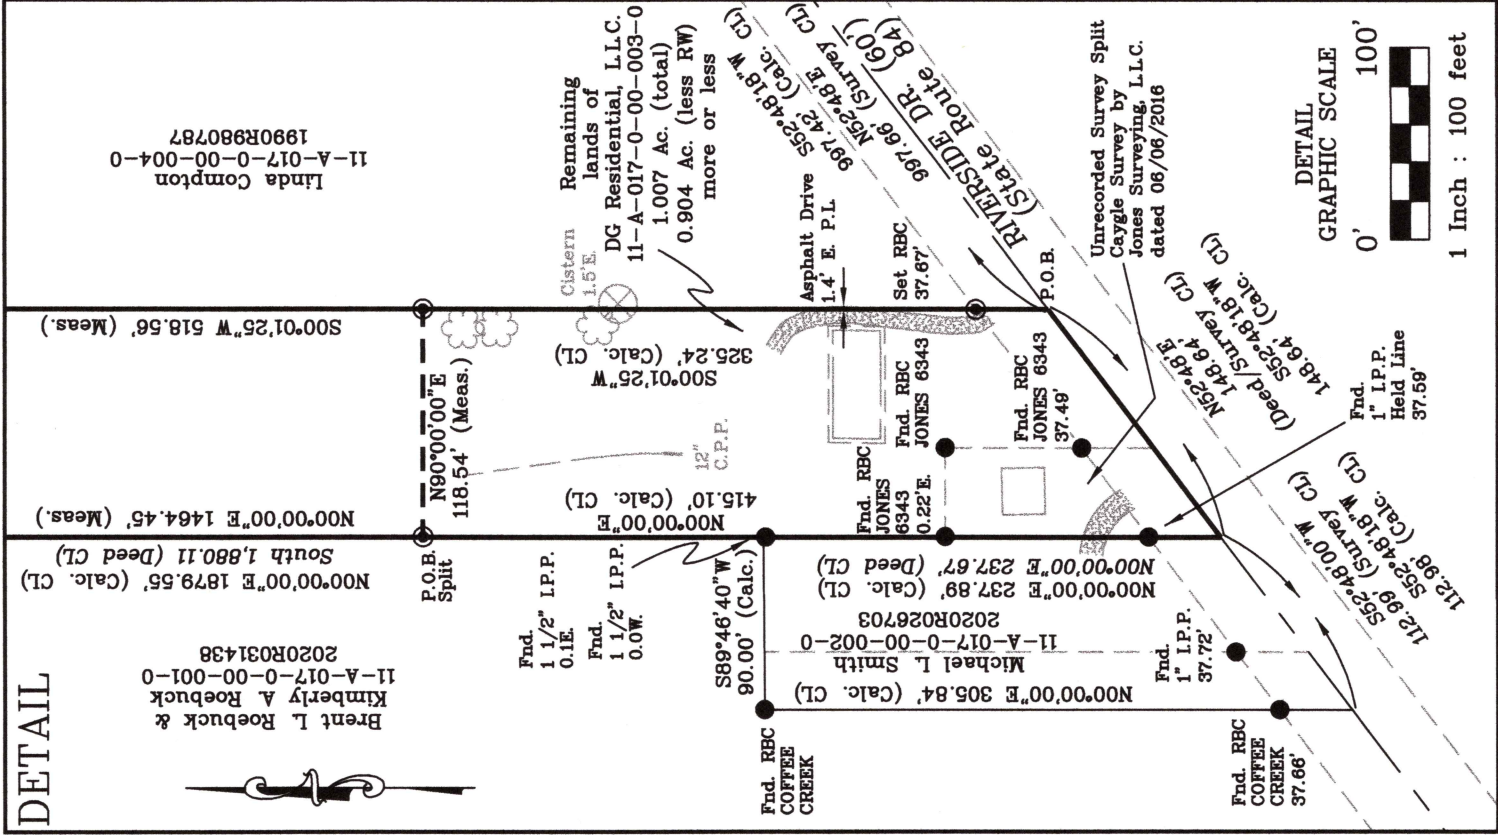 DETAIL
Brent L. Roebuck &
Kimberly A. Roebuck
11-A-017-0-00-001-0
2020R031438
Linda Compton
11-A-017-0-00-004-0
1990R980787
N00°00'00"E 1879.55' (Calc. CL)
South 1,880.11 (Deed CL)
N00°00'00"E 1464.45' (Meas.)
S00°01'25"W 518.56' (Meas.)
P.O.B.
Split
N90°00'00"E
118.54' (Meas.)
Cistern
1.5'E.
Remaining
lands of
DG Residential, LLC.
11-A-017-0-00-003-0
1.007 Ac. (total)
0.904 Ac. (less RW)
more or less
S00°01'25"W
325.24' (Calc. CL)
12"
C.P.P.
N00°00'00"E
415.10' (Calc. CL)
Fnd.
1 1/2" I.P.P.
0.1E.
Fnd.
1 1/2" I.P.P.
0.0W.
S89°46'40"W
90.00' (Calc.)
Fnd. RBC
COFFEE
CREEK
Asphalt Drive
1.4' E. P.L
Set RBC
37.67'
Fnd. RBC
JONES 6343
Fnd. RBC
JONES
6343
0.22'E.
Fnd. RBC
JONES 6343
37.49'
N00°00'00"E 237.67' (Deed CL)
N00°00'00"E 237.89' (Calc. CL)
Michael L. Smith
11-A-017-0-00-002-0
2020R026703
N00°00'00"E 305.84' (Calc. CL)
Fnd.
1" I.P.P.
37.72'
Fnd. RBC
COFFEE
CREEK
37.66'
S52°48'18"W
997.42' (Calc. CL)
N52°48'E
997.66' (Survey CL)
RIVERSIDE DR. (60')
(State Route 84)
P.O.B.
Unrecorded Survey Split
Caygle Survey by
Jones Surveying, LLC.
dated 06/06/2016
N52°48'E
148.64'
(Deed/Survey CL)
S52°48'18"W
148.64' (Calc. CL)
Fnd.
1" I.P.P.
Held Line
37.59'
S52°48'00"W
112.99' (Survey CL)
S52°48'18"W
112.98' (Calc. CL)
DETAIL
GRAPHIC SCALE
0' 100'
1 Inch : 100 feet